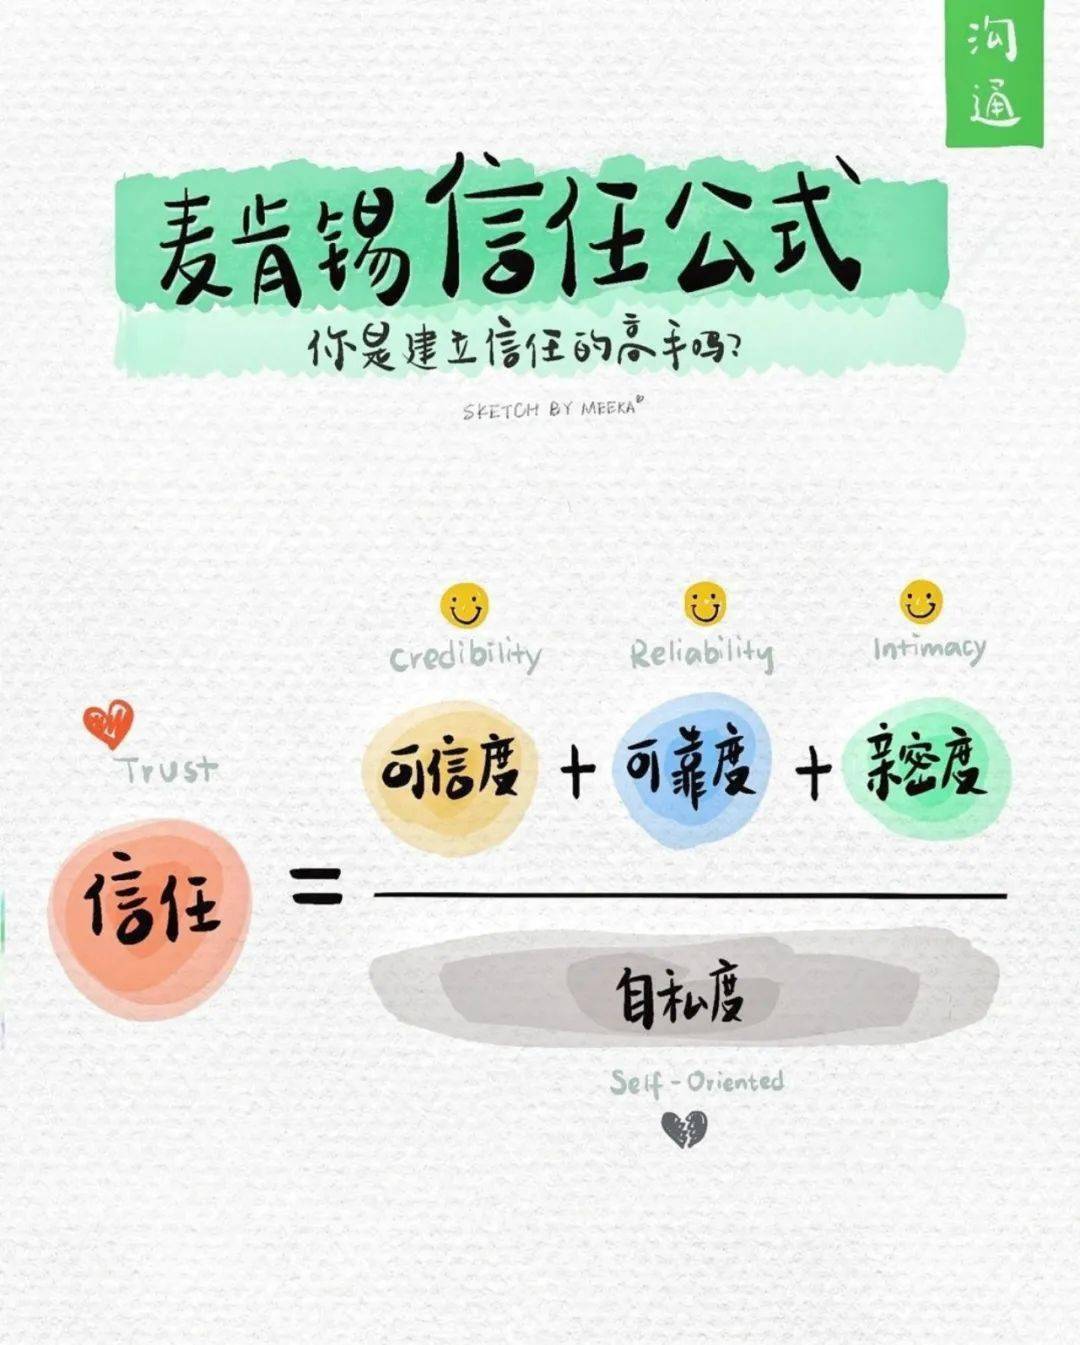 沟通
麦肯锡信任公式
你是建立信任的高手吗?
SKETCH BY MEEKA
Credibility
Reliability
Intimacy
Trust
可信度 + 可靠度 + 亲密度
信任 =
自私度
Self-Oriented